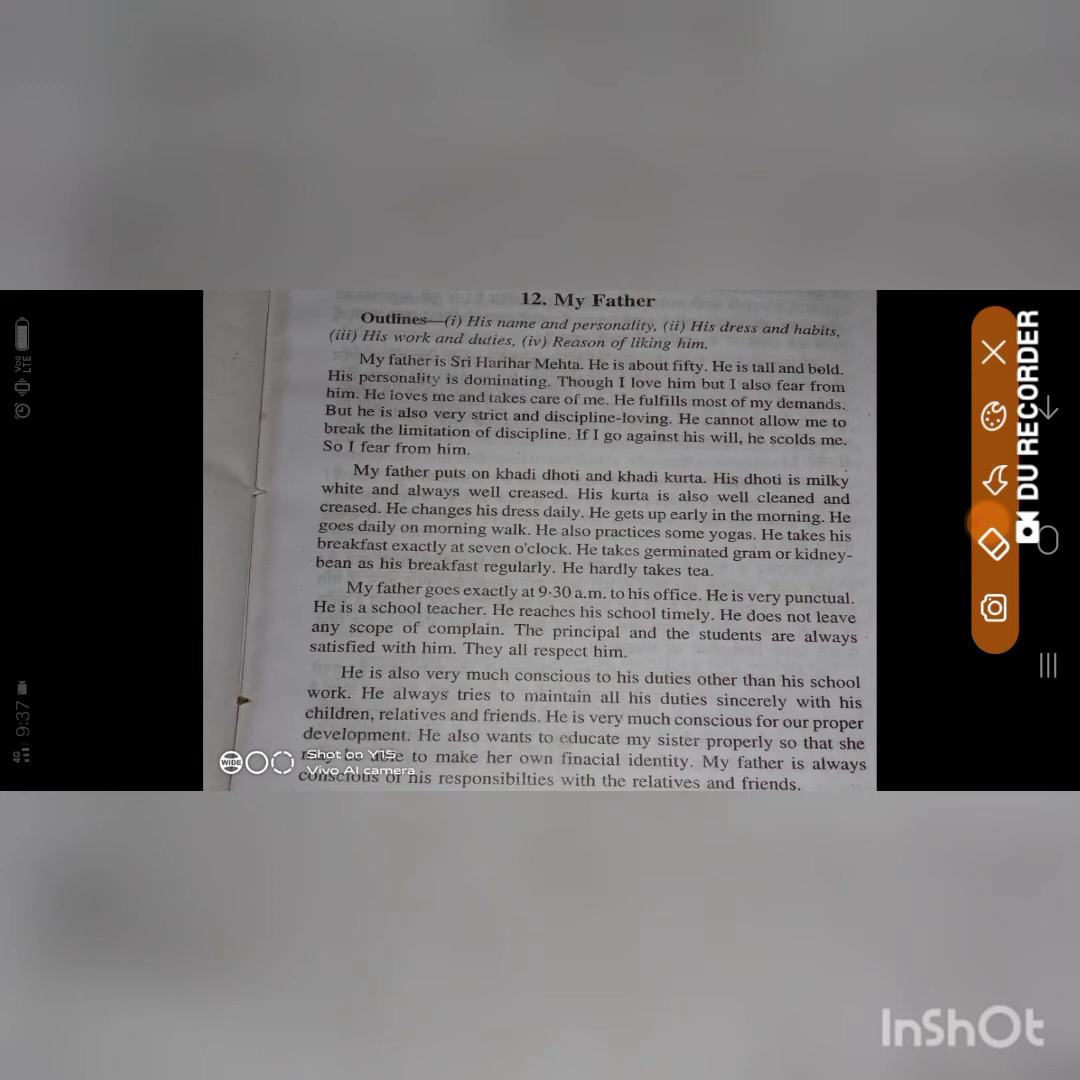 12. My Father
Outlines—(i) His name and personality, (ii) His dress and habits,
(iii) His work and duties, (iv) Reason of liking him.
My father is Sri Harihar Mehta. He is about fifty. He is tall and bold.
His personality is dominating. Though I love him but I also fear from
him. He loves me and takes care of me. He fulfills most of my demands.
But he is also very strict and discipline-loving. He cannot allow me to
break the limitation of discipline. If I go against his will, he scolds me.
So I fear from him.
My father puts on khadi dhoti and khadi kurta. His dhoti is milky
white and always well creased. His kurta is also well cleaned and
creased. He changes his dress daily. He gets up early in the morning. He
goes daily on morning walk. He also practices some yogas. He takes his
breakfast exactly at seven o'clock. He takes germinated gram or kidney-
bean as his breakfast regularly. He hardly takes tea.
My father goes exactly at 9·30 a.m. to his office. He is very punctual.
He is a school teacher. He reaches his school timely. He does not leave
any scope of complain. The principal and the students are always
satisfied with him. They all respect him.
He is also very much conscious to his duties other than his school
work. He always tries to maintain all his duties sincerely with his
children, relatives and friends. He is very much conscious for our proper
development. He also wants to educate my sister properly so that she
to make her own finacial identity. My father is always
conscious of his responsibilties with the relatives and friends.
WIDE
Shot on Y15
Vivo AI camera
DU RECORDER
Vo)) LTE
4G
9:37
InShOt